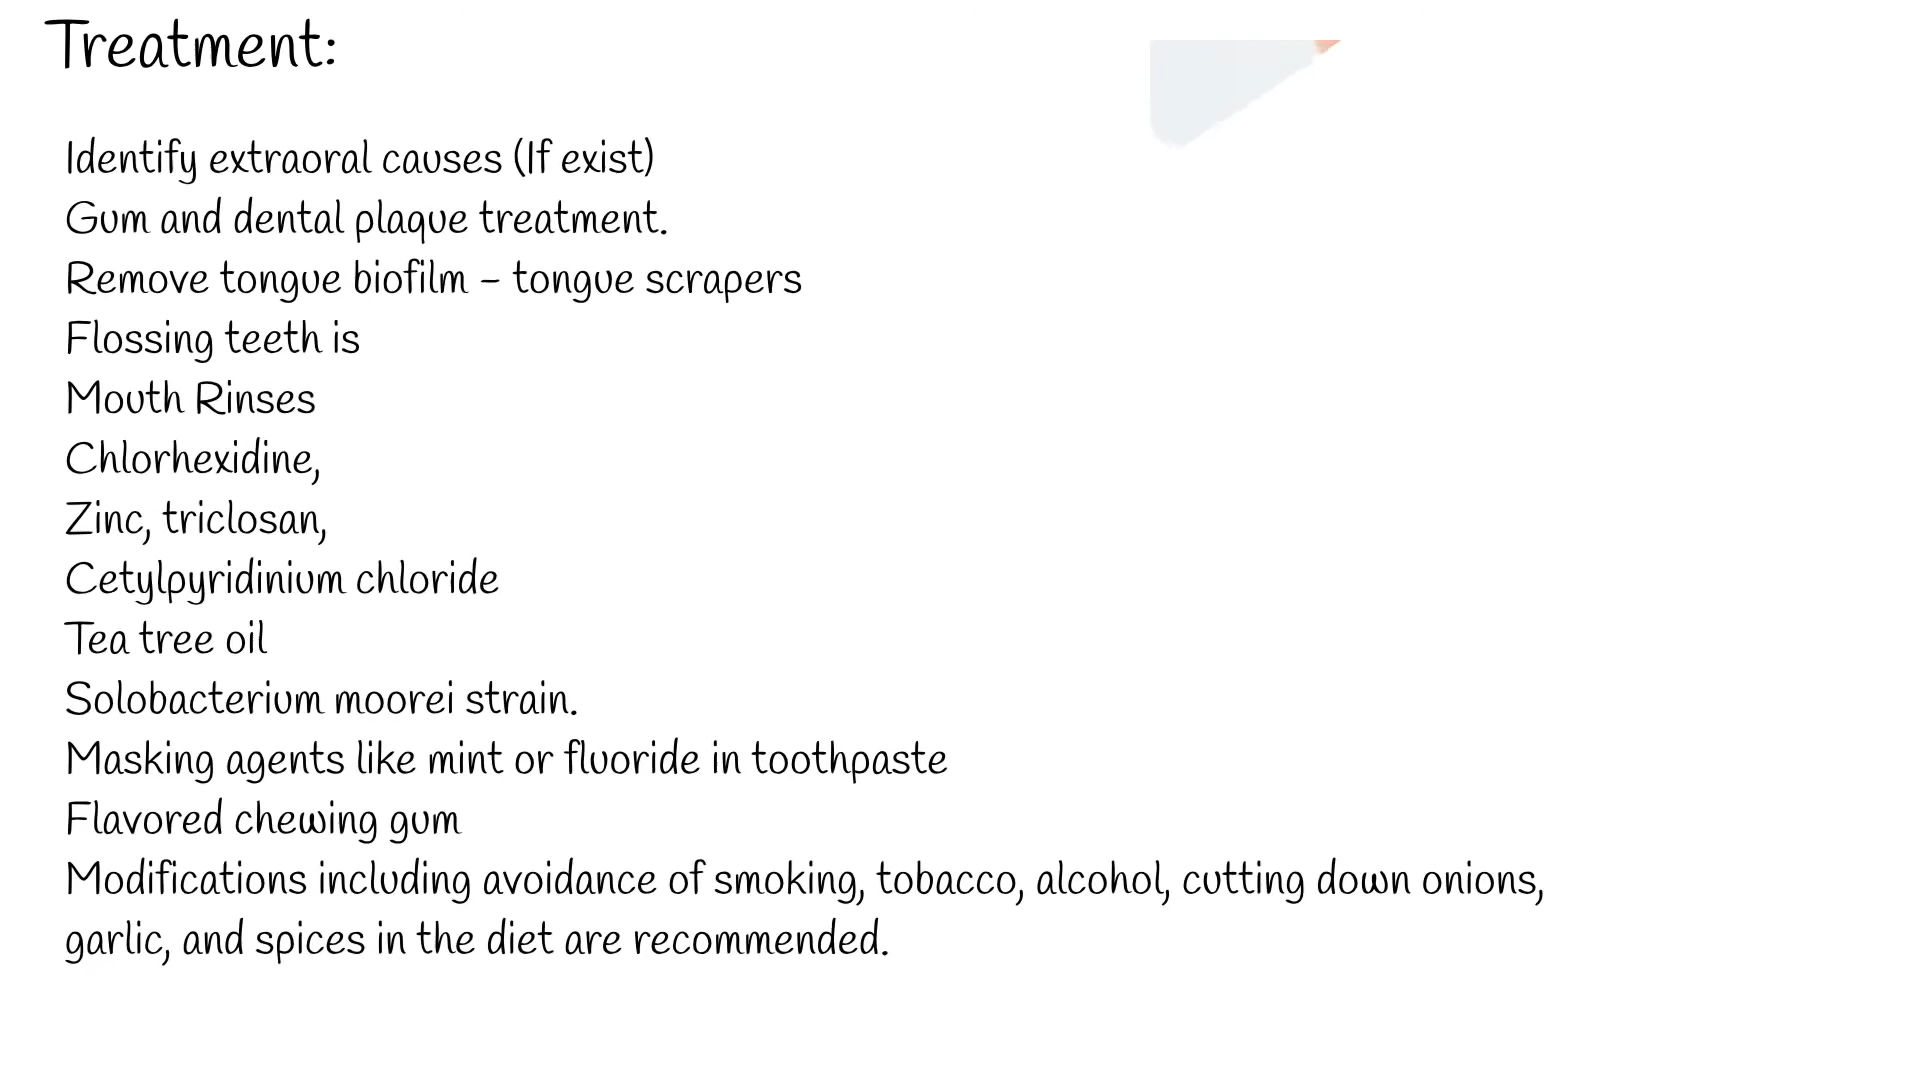 Treatment:
Identify extraoral causes (If exist)
Gum and dental plaque treatment.
Remove tongue biofilm – tongue scrapers
Flossing teeth is
Mouth Rinses
Chlorhexidine,
Zinc, triclosan,
Cetylpyridinium chloride
Tea tree oil
Solobacterium moorei strain.
Masking agents like mint or fluoride in toothpaste
Flavored chewing gum
Modifications including avoidance of smoking, tobacco, alcohol, cutting down onions,
garlic, and spices in the diet are recommended.